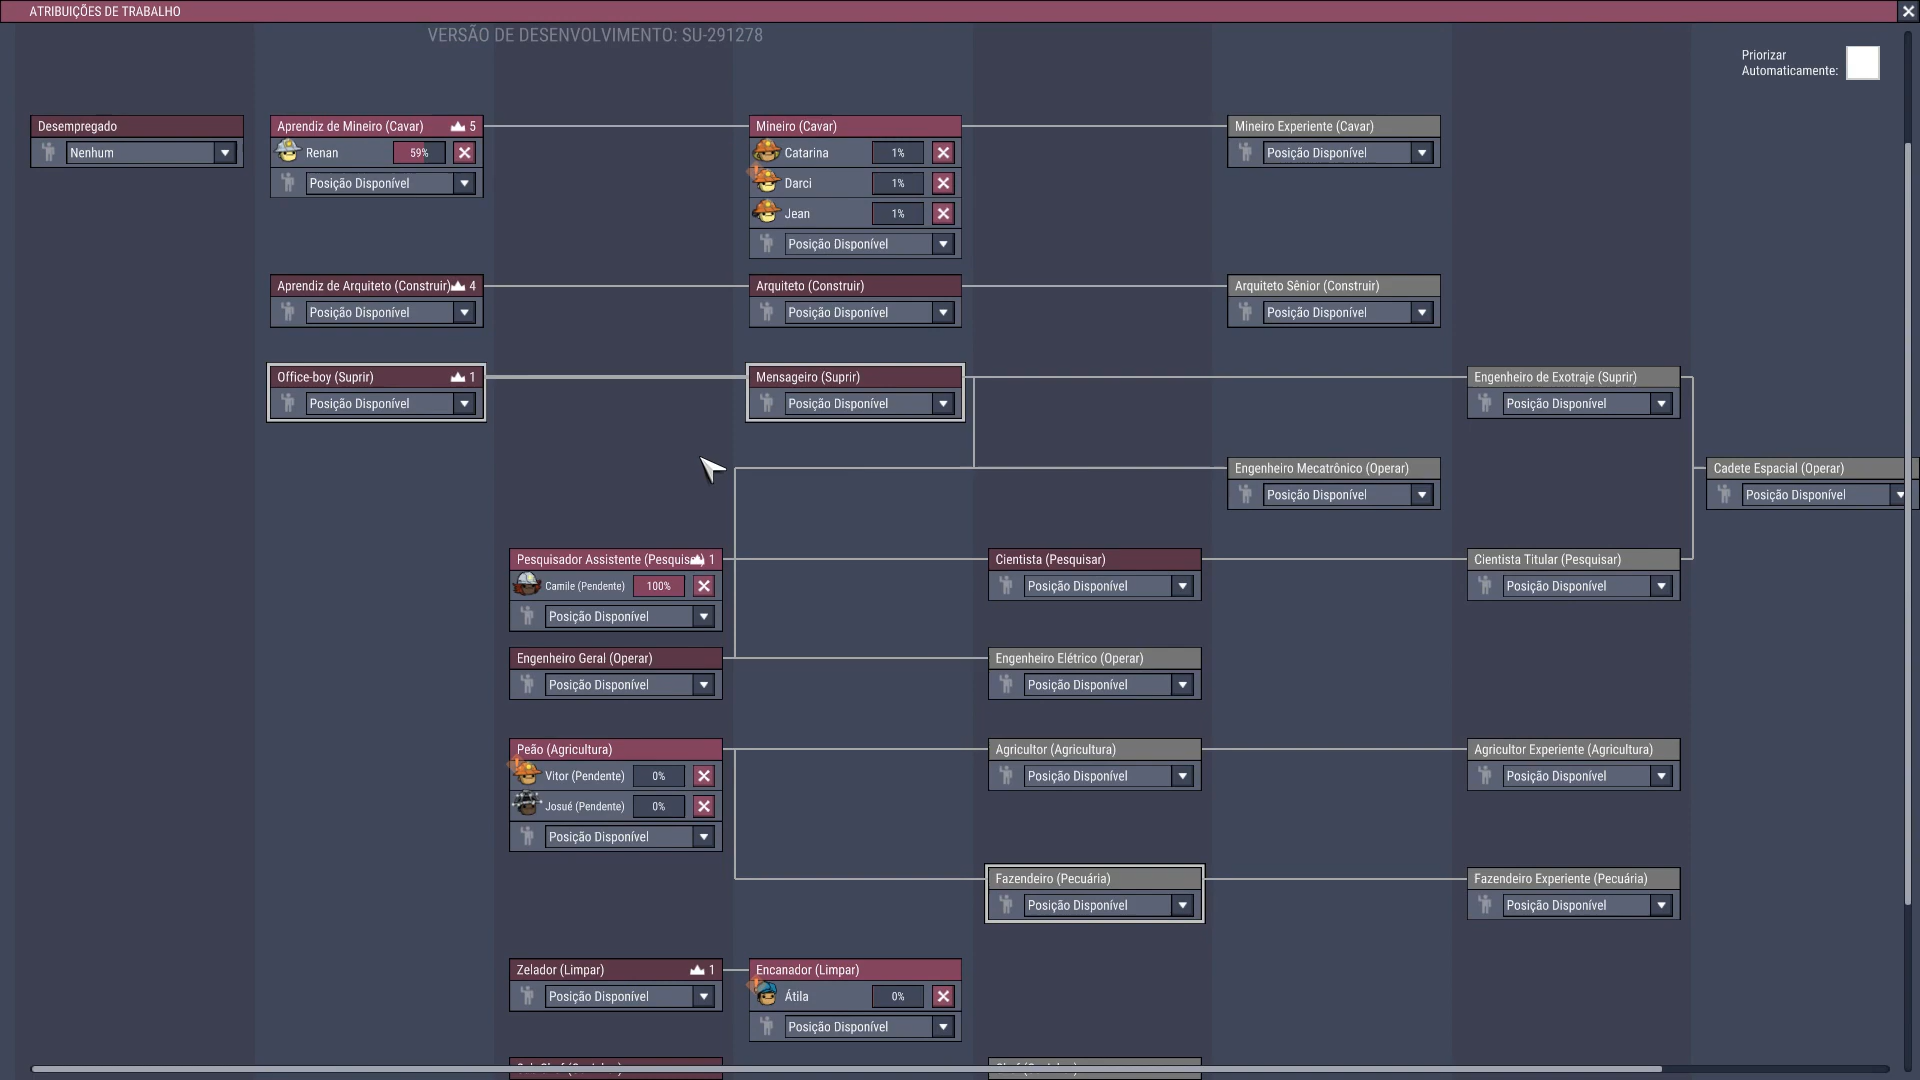 ATRIBUIÇÕES DE TRABALHO
VERSÃO DE DESENVOLVIMENTO: SU-291278
Priorizar
Automaticamente:
Desempregado
Nenhum
Aprendiz de Mineiro (Cavar) 5
Renan 59%
Posição Disponível
Mineiro (Cavar)
Catarina 1%
Darci 1%
Jean 1%
Posição Disponível
Mineiro Experiente (Cavar)
Posição Disponível
Aprendiz de Arquiteto (Construir) 4
Posição Disponível
Arquiteto (Construir)
Posição Disponível
Arquiteto Sênior (Construir)
Posição Disponível
Office-boy (Suprir) 1
Posição Disponível
Mensageiro (Suprir)
Posição Disponível
Engenheiro de Exotraje (Suprir)
Posição Disponível
Engenheiro Mecatrônico (Operar)
Posição Disponível
Cadete Espacial (Operar)
Posição Disponível
Pesquisador Assistente (Pesquisar) 1
Camile (Pendente) 100%
Posição Disponível
Cientista (Pesquisar)
Posição Disponível
Cientista Titular (Pesquisar)
Posição Disponível
Engenheiro Geral (Operar)
Posição Disponível
Engenheiro Elétrico (Operar)
Posição Disponível
Peão (Agricultura)
Vitor (Pendente) 0%
Josué (Pendente) 0%
Posição Disponível
Agricultor (Agricultura)
Posição Disponível
Agricultor Experiente (Agricultura)
Posição Disponível
Fazendeiro (Pecuária)
Posição Disponível
Fazendeiro Experiente (Pecuária)
Posição Disponível
Zelador (Limpar) 1
Posição Disponível
Encanador (Limpar)
Átila 0%
Posição Disponível